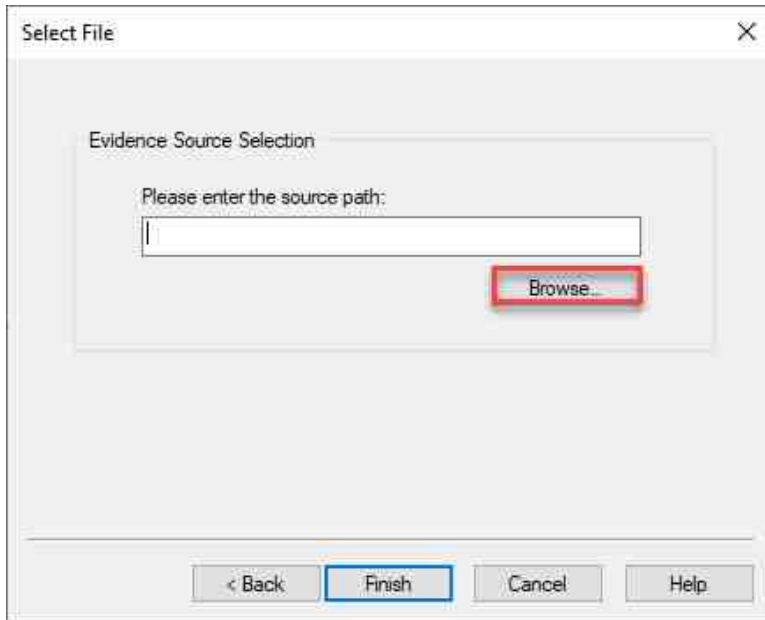 Select File
Evidence Source Selection
Please enter the source path:
Browse...
< Back Finish Cancel Help